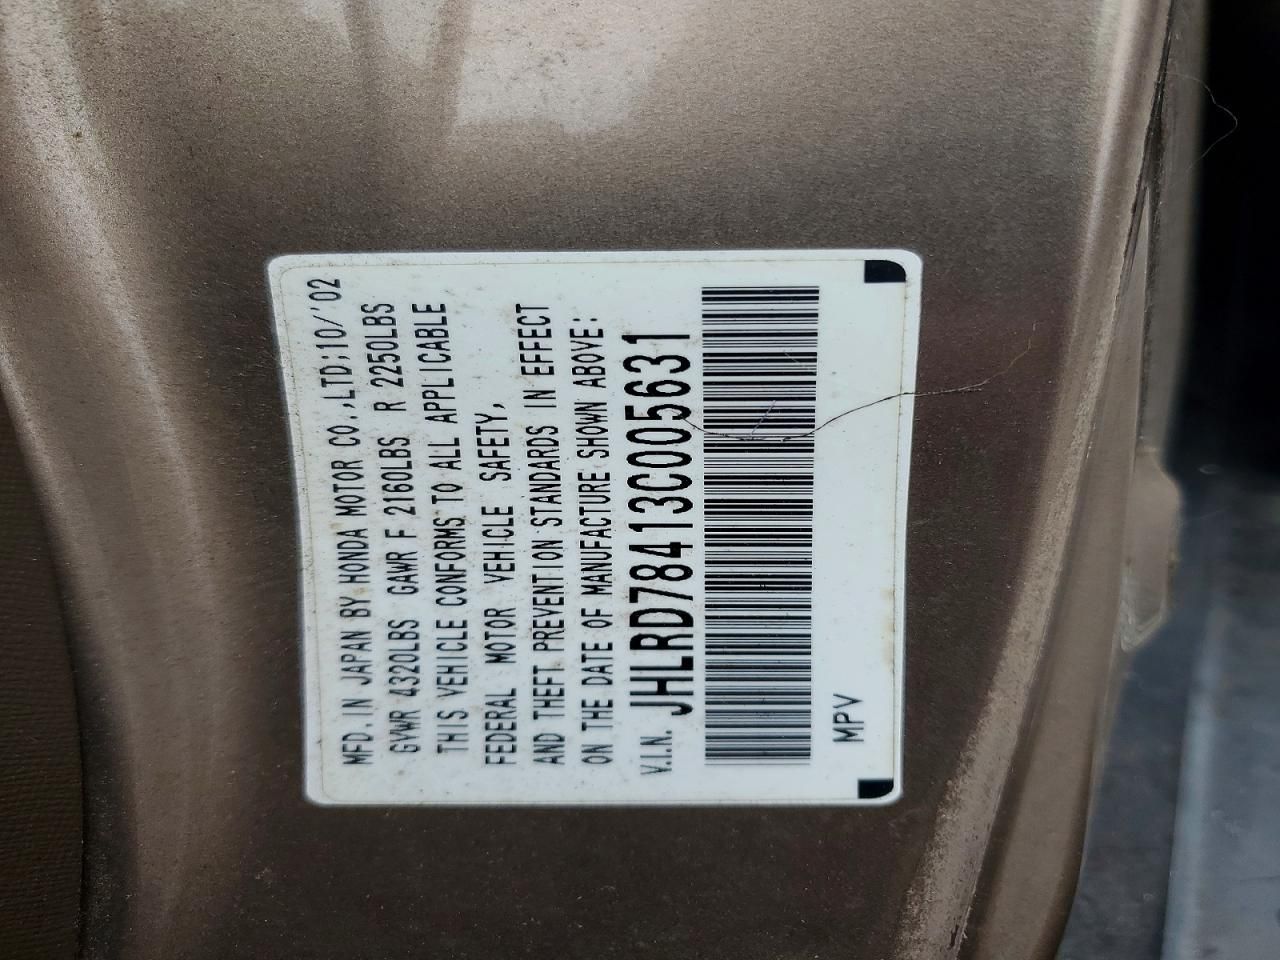 MFD. IN JAPAN BY HONDA MOTOR CO., LTD; 10/'02
GVWR 4320LBS GAWR F 2160LBS R 2250LBS
THIS VEHICLE CONFORMS TO ALL APPLICABLE
FEDERAL MOTOR VEHICLE SAFETY,
AND THEFT PREVENTION STANDARDS IN EFFECT
ON THE DATE OF MANUFACTURE SHOWN ABOVE:
V.I.N. JHLRD78413C005631
MPV